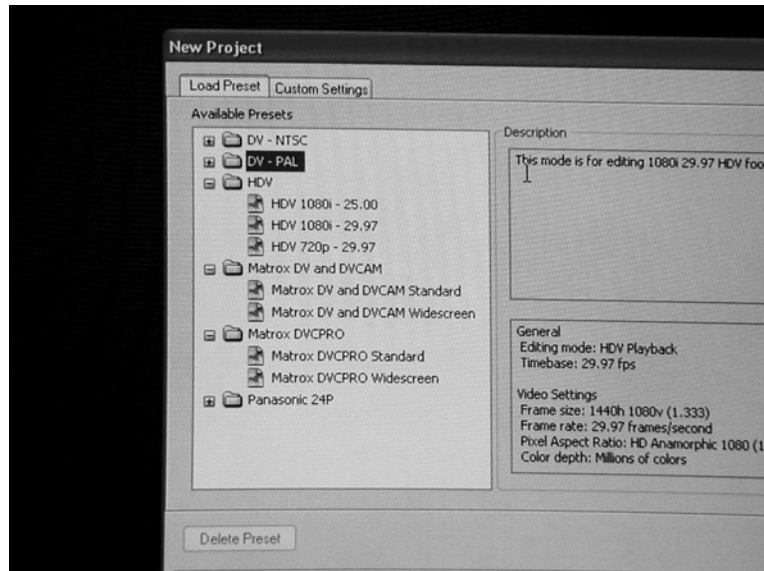 New Project
Load Preset
Custom Settings
Available Presets
DV - NTSC
DV - PAL
HDV
HDV 1080i - 25.00
HDV 1080i - 29.97
HDV 720p - 29.97
Matrox DV and DVCAM
Matrox DV and DVCAM Standard
Matrox DV and DVCAM Widescreen
Matrox DVCPRO
Matrox DVCPRO Standard
Matrox DVCPRO Widescreen
Panasonic 24P
Delete Preset
Description
This mode is for editing 1080i 29.97 HDV foo
General
Editing mode: HDV Playback
Timebase: 29.97 fps
Video Settings
Frame size: 1440h 1080v (1.333)
Frame rate: 29.97 frames/second
Pixel Aspect Ratio: HD Anamorphic 1080 (1
Color depth: Millions of colors